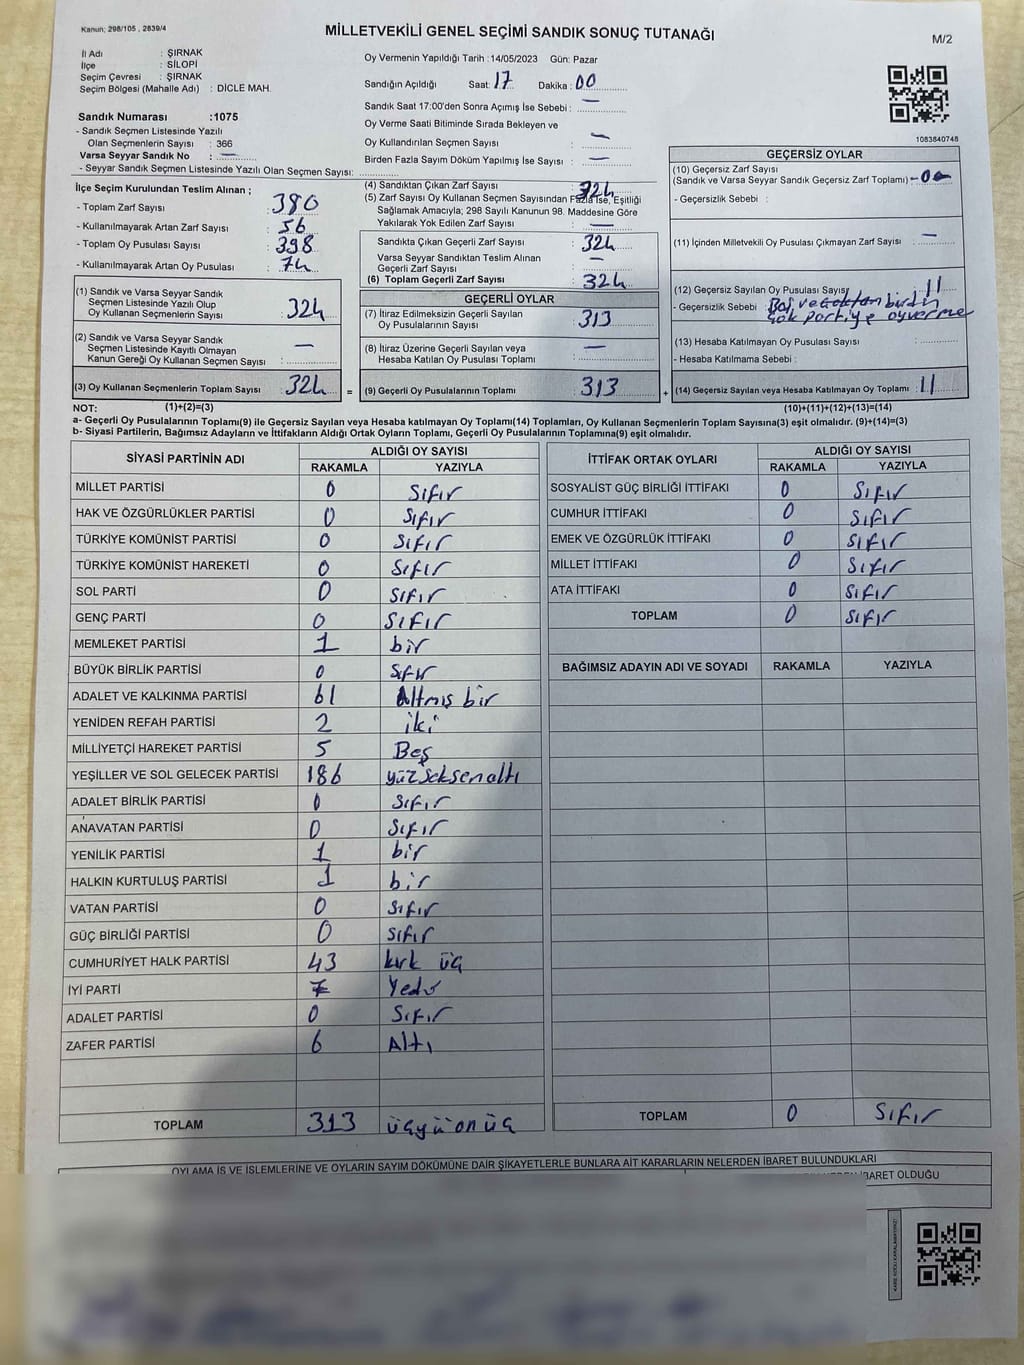 Kanun; 298/105 , 2839/4
MİLLETVEKİLİ GENEL SEÇİMİ SANDIK SONUÇ TUTANAĞI
M/2
İl Adı : ŞIRNAK
İlçe : SİLOPİ
Seçim Çevresi : ŞIRNAK
Seçim Bölgesi (Mahalle Adı) : DİCLE MAH.
Sandık Numarası :1075
- Sandık Seçmen Listesinde Yazılı
Olan Seçmenlerin Sayısı : 366
Varsa Seyyar Sandık No : —
- Seyyar Sandık Seçmen Listesinde Yazılı Olan Seçmen Sayısı:
Oy Vermenin Yapıldığı Tarih :14/05/2023 Gün: Pazar
Sandığın Açıldığı Saat: 17 Dakika : 00
Sandık Saat 17:00'den Sonra Açımış İse Sebebi : —
Oy Verme Saati Bitiminde Sırada Bekleyen ve
Oy Kullandırılan Seçmen Sayısı : —
Birden Fazla Sayım Döküm Yapılmış İse Sayısı : —
1083840748
İlçe Seçim Kurulundan Teslim Alınan ;
- Toplam Zarf Sayısı : 380
- Kullanılmayarak Artan Zarf Sayısı : 56
- Toplam Oy Pusulası Sayısı : 398
- Kullanılmayarak Artan Oy Pusulası : 74
(1) Sandık ve Varsa Seyyar Sandık
Seçmen Listesinde Yazılı Olup
Oy Kullanan Seçmenlerin Sayısı : 324
(2) Sandık ve Varsa Seyyar Sandık
Seçmen Listesinde Kayıtlı Olmayan
Kanun Gereği Oy Kullanan Seçmen Sayısı : —
(3) Oy Kullanan Seçmenlerin Toplam Sayısı : 324 =
(4) Sandıktan Çıkan Zarf Sayısı : 324
(5) Zarf Sayısı Oy Kullanan Seçmen Sayısından Fazla İse, Eşitliği
Sağlamak Amacıyla; 298 Sayılı Kanunun 98. Maddesine Göre
Yakılarak Yok Edilen Zarf Sayısı : —
Sandıkta Çıkan Geçerli Zarf Sayısı : 324
Varsa Seyyar Sandıktan Teslim Alınan
Geçerli Zarf Sayısı : —
(6) Toplam Geçerli Zarf Sayısı : 324
GEÇERLİ OYLAR
(7) İtiraz Edilmeksizin Geçerli Sayılan
Oy Pusulalarının Sayısı : 313
(8) İtiraz Üzerine Geçerli Sayılan veya
Hesaba Katılan Oy Pusulası Toplamı : —
(9) Geçerli Oy Pusulalarının Toplamı : 313 +
GEÇERSİZ OYLAR
(10) Geçersiz Zarf Sayısı
(Sandık ve Varsa Seyyar Sandık Geçersiz Zarf Toplamı) -0-
- Geçersizlik Sebebi :
(11) İçinden Milletvekili Oy Pusulası Çıkmayan Zarf Sayısı : —
(12) Geçersiz Sayılan Oy Pusulası Sayısı : 11
- Geçersizlik Sebebi : birden
çok partiye oyverme
(13) Hesaba Katılmayan Oy Pusulası Sayısı :
- Hesaba Katılmama Sebebi :
(14) Geçersiz Sayılan veya Hesaba Katılmayan Oy Toplamı : 11
NOT: (1)+(2)=(3) (10)+(11)+(12)+(13)=(14)
a- Geçerli Oy Pusulalarının Toplamı(9) ile Geçersiz Sayılan veya Hesaba katılmayan Oy Toplamı(14) Toplamları, Oy Kullanan Seçmenlerin Toplam Sayısına(3) eşit olmalıdır. (9)+(14)=(3)
b- Siyasi Partilerin, Bağımsız Adayların ve İttifakların Aldığı Ortak Oyların Toplamı, Geçerli Oy Pusulalarının Toplamına(9) eşit olmalıdır.
SİYASİ PARTİNİN ADI ALDIĞI OY SAYISI
RAKAMLA YAZIYLA
MİLLET PARTİSİ 0 Sıfır
HAK VE ÖZGÜRLÜKLER PARTİSİ 0 Sıfır
TÜRKİYE KOMÜNİST PARTİSİ 0 Sıfır
TÜRKİYE KOMÜNİST HAREKETİ 0 Sıfır
SOL PARTİ 0 Sıfır
GENÇ PARTİ 0 Sıfır
MEMLEKET PARTİSİ 1 bir
BÜYÜK BİRLİK PARTİSİ 0 Sıfır
ADALET VE KALKINMA PARTİSİ 61 Altmış bir
YENİDEN REFAH PARTİSİ 2 iki
MİLLİYETÇİ HAREKET PARTİSİ 5 Beş
YEŞİLLER VE SOL GELECEK PARTİSİ 186 yüzseksenaltı
ADALET BİRLİK PARTİSİ 0 Sıfır
ANAVATAN PARTİSİ 0 Sıfır
YENİLİK PARTİSİ 1 bir
HALKIN KURTULUŞ PARTİSİ 1 bir
VATAN PARTİSİ 0 Sıfır
GÜÇ BİRLİĞİ PARTİSİ 0 Sıfır
CUMHURİYET HALK PARTİSİ 43 kırk üç
İYİ PARTİ 7 Yedi
ADALET PARTİSİ 0 Sıfır
ZAFER PARTİSİ 6 Altı
TOPLAM 313 üçyüonüç
İTTİFAK ORTAK OYLARI ALDIĞI OY SAYISI
RAKAMLA YAZIYLA
SOSYALİST GÜÇ BİRLİĞİ İTTİFAKI 0 Sıfır
CUMHUR İTTİFAKI 0 Sıfır
EMEK VE ÖZGÜRLÜK İTTİFAKI 0 Sıfır
MİLLET İTTİFAKI 0 Sıfır
ATA İTTİFAKI 0 Sıfır
TOPLAM 0 Sıfır
BAĞIMSIZ ADAYIN ADI VE SOYADI RAKAMLA YAZIYLA
TOPLAM 0 Sıfır
OYLAMA İŞ VE İŞLEMLERİNE VE OYLARIN SAYIM DÖKÜMÜNE DAİR ŞİKAYETLERLE BUNLARA AİT KARARLARIN NELERDEN İBARET BULUNDUKLARI
İBARET OLDUĞU